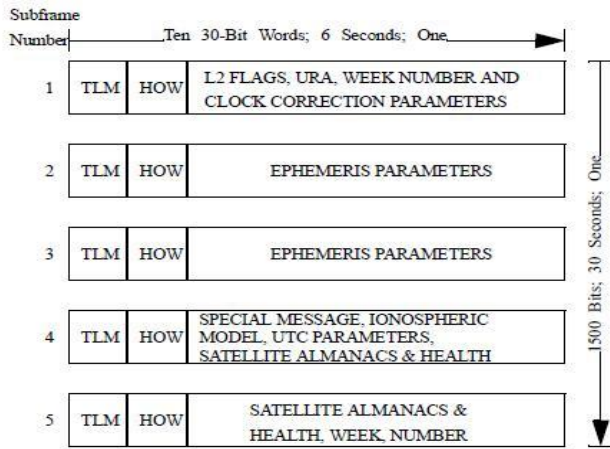 Subframe
Number
Ten 30-Bit Words; 6 Seconds; One
1 TLM HOW L2 FLAGS, URA, WEEK NUMBER AND
CLOCK CORRECTION PARAMETERS
2 TLM HOW EPHEMERIS PARAMETERS
3 TLM HOW EPHEMERIS PARAMETERS
4 TLM HOW SPECIAL MESSAGE, IONOSPHERIC
MODEL, UTC PARAMETERS,
SATELLITE ALMANACS & HEALTH
5 TLM HOW SATELLITE ALMANACS &
HEALTH, WEEK, NUMBER
1500 Bits; 30 Seconds; One